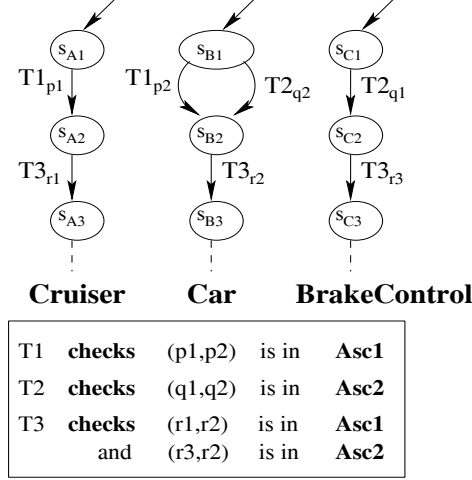 sA1 sB1 sC1
T1p1 T1p2 T2q2 T2q1
sA2 sB2 sC2
T3r1 T3r2 T3r3
sA3 sB3 sC3
Cruiser Car BrakeControl
T1 checks (p1,p2) is in Asc1
T2 checks (q1,q2) is in Asc2
T3 checks (r1,r2) is in Asc1
and (r3,r2) is in Asc2